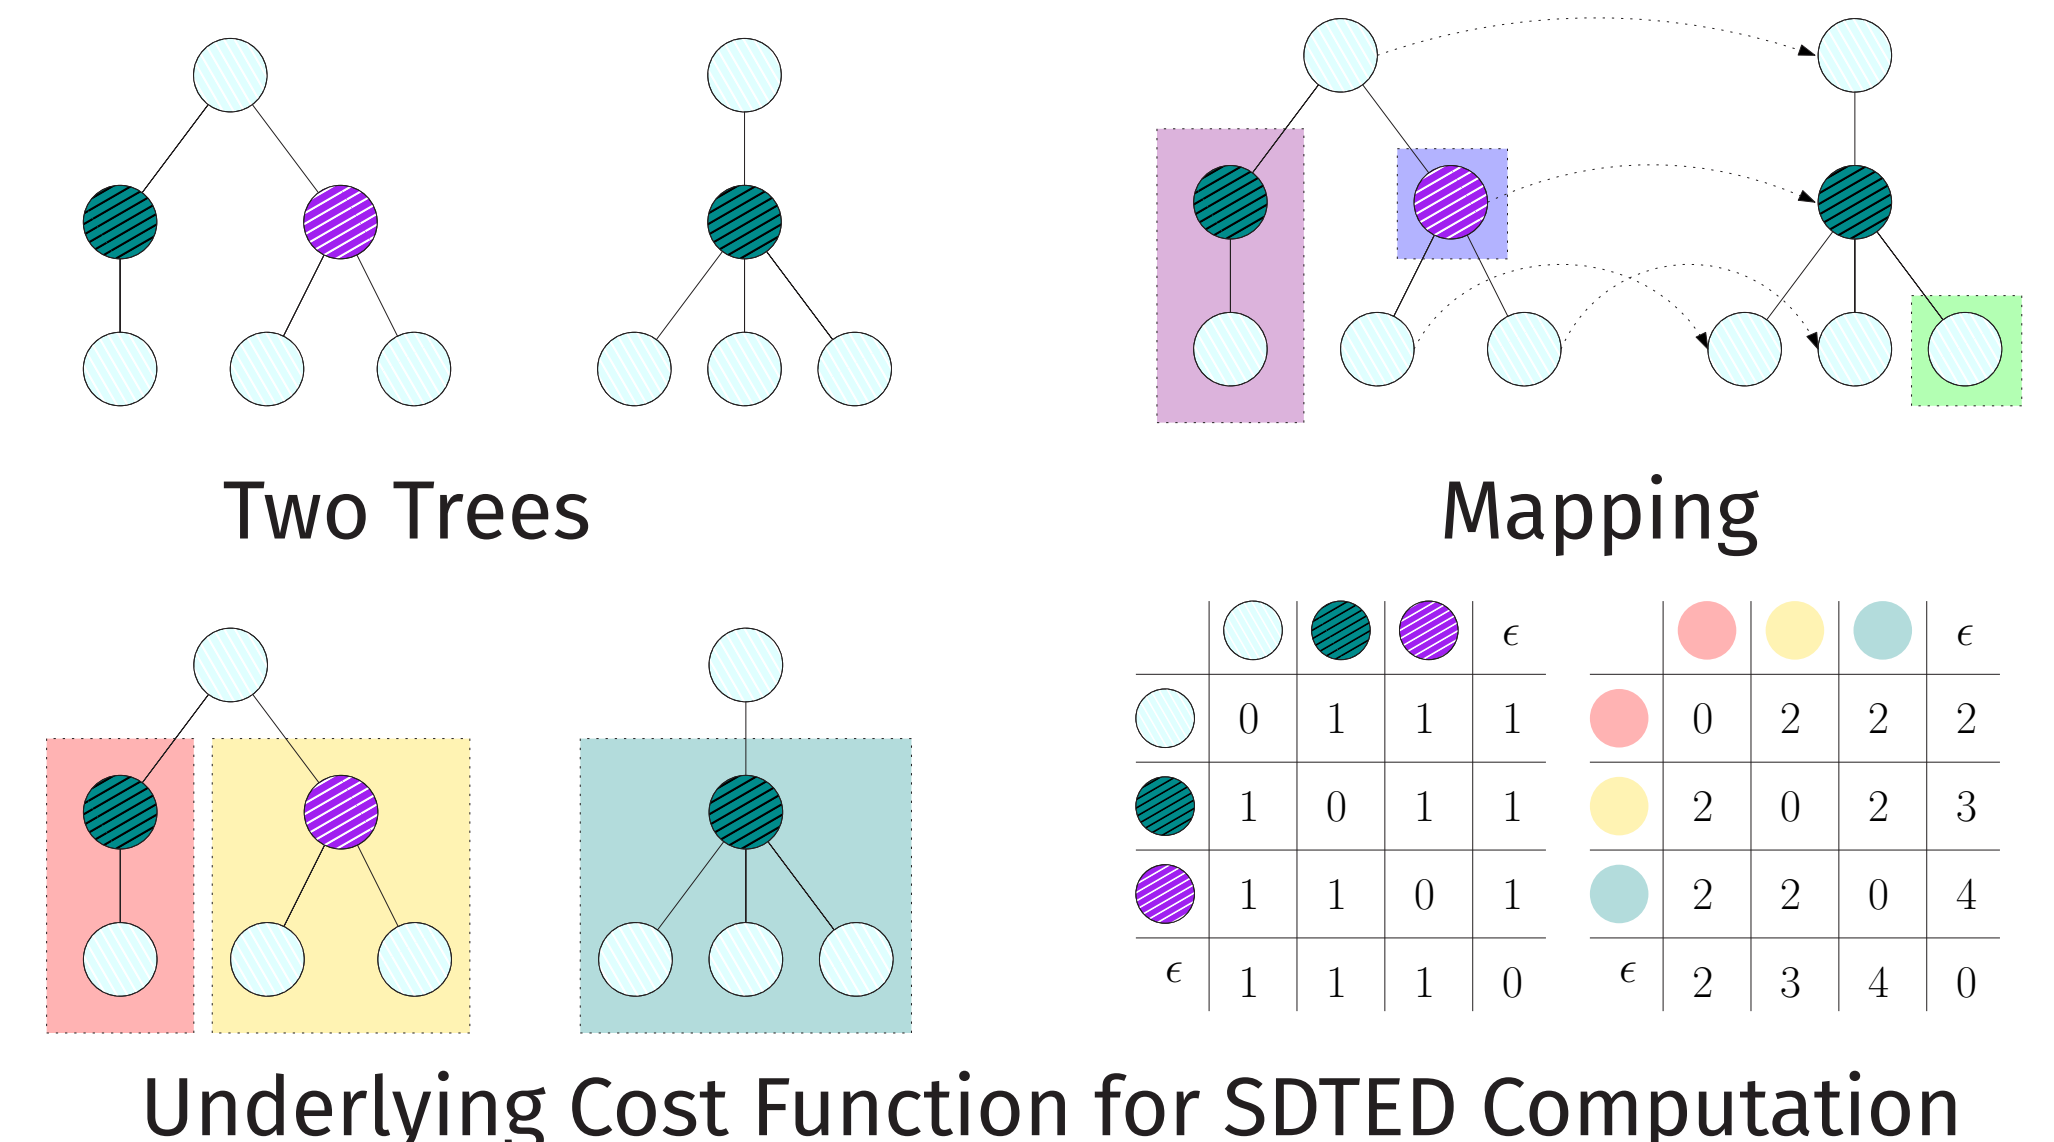 Two Trees
Mapping
ϵ
0 1 1 1
1 0 1 1
1 1 0 1
ϵ 1 1 1 0
ϵ
0 2 2 2
2 0 2 3
2 2 0 4
ϵ 2 3 4 0
Underlying Cost Function for SDTED Computation